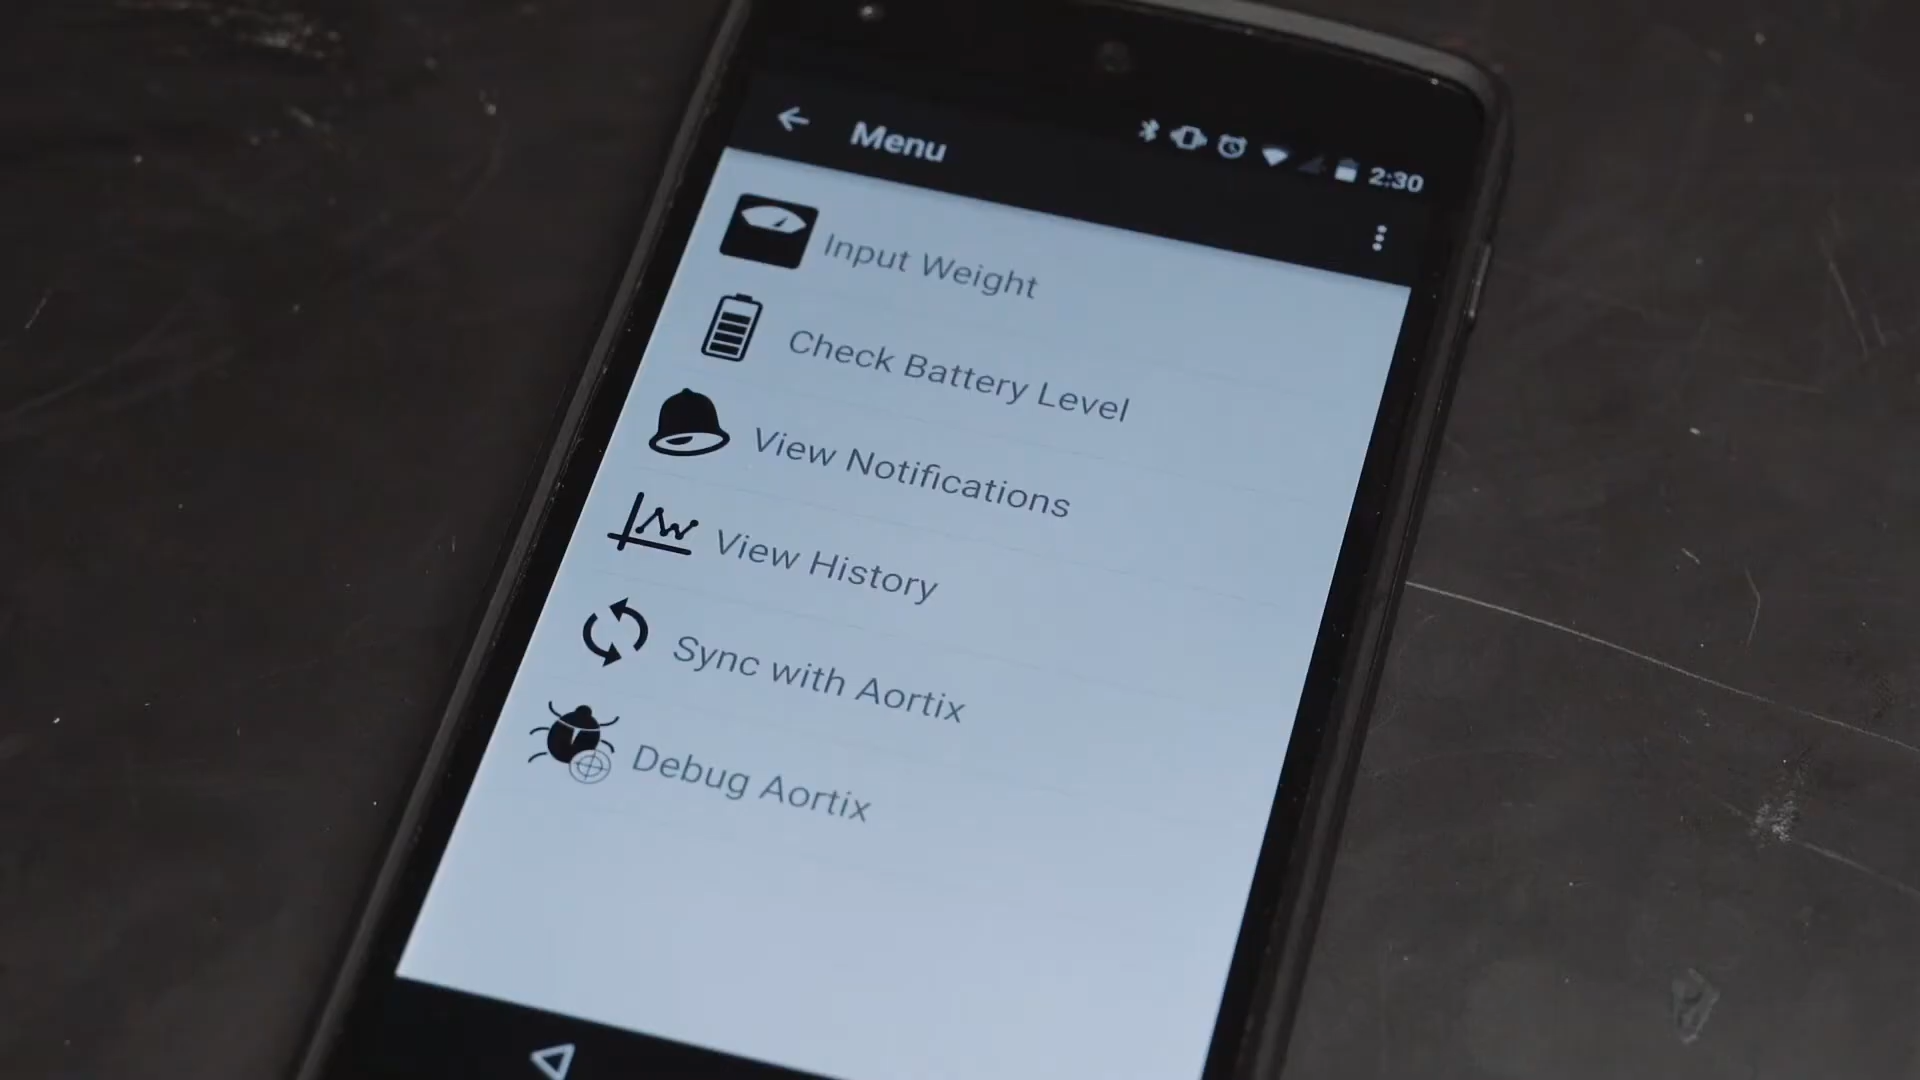 Menu
2:30
Input Weight
Check Battery Level
View Notifications
View History
Sync with Aortix
Debug Aortix